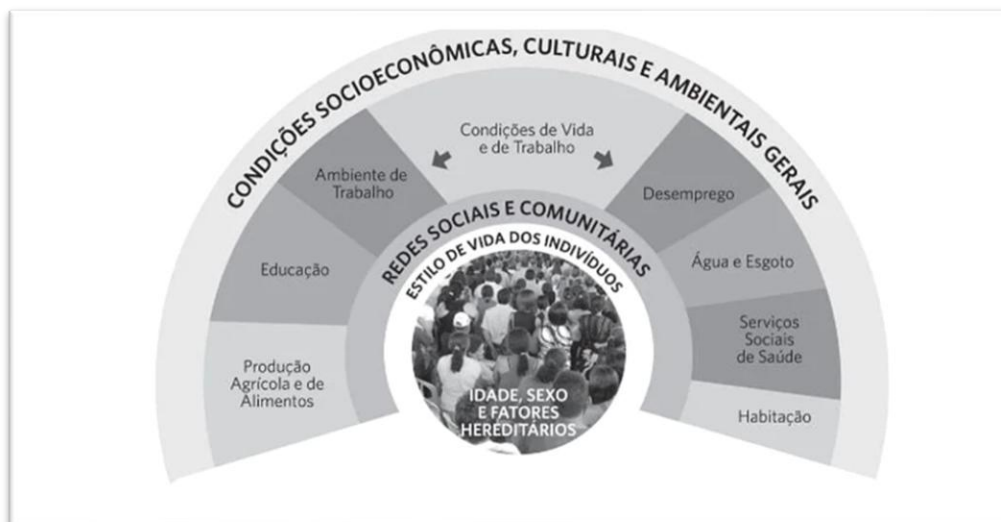 CONDIÇÕES SOCIOECONÔMICAS, CULTURAIS E AMBIENTAIS GERAIS
Condições de Vida
e de Trabalho
Ambiente de
Trabalho
Desemprego
Educação
Água e Esgoto
Produção
Agrícola e de
Alimentos
Serviços
Sociais
de Saúde
Habitação
REDES SOCIAIS E COMUNITÁRIAS
ESTILO DE VIDA DOS INDIVÍDUOS
IDADE, SEXO
E FATORES
HEREDITÁRIOS